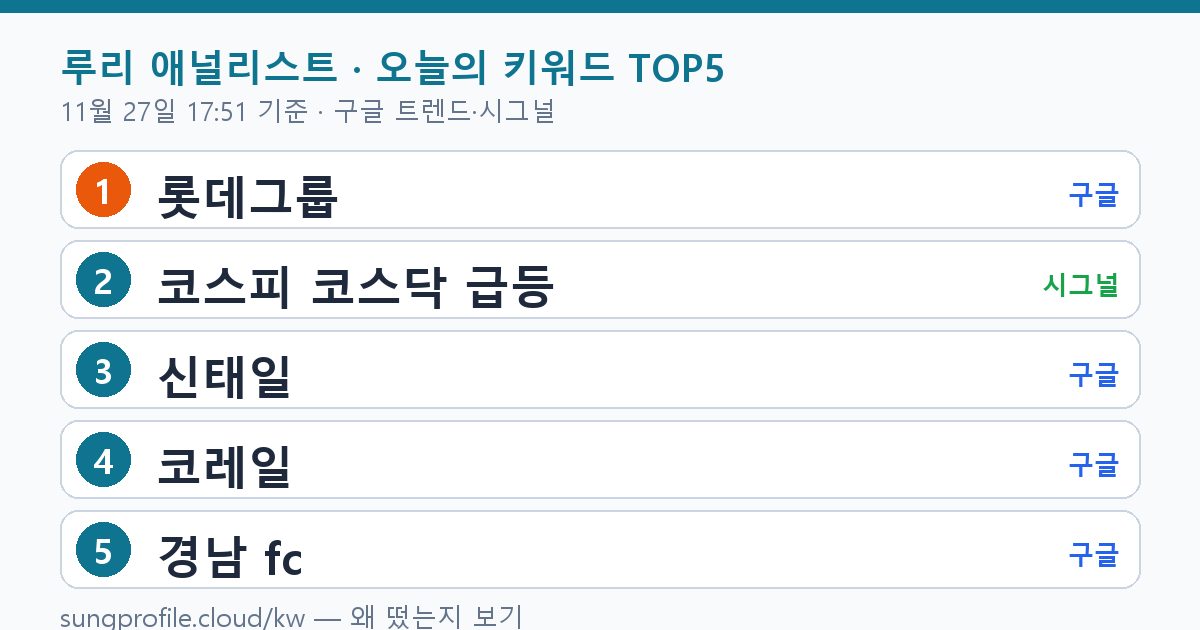 루리 애널리스트 · 오늘의 키워드 TOP5
11월 27일 17:51 기준 · 구글 트렌드·시그널
1 롯데그룹 구글
2 코스피 코스닥 급등 시그널
3 신태일 구글
4 코레일 구글
5 경남 fc 구글
sungprofile.cloud/kw — 왜 떴는지 보기